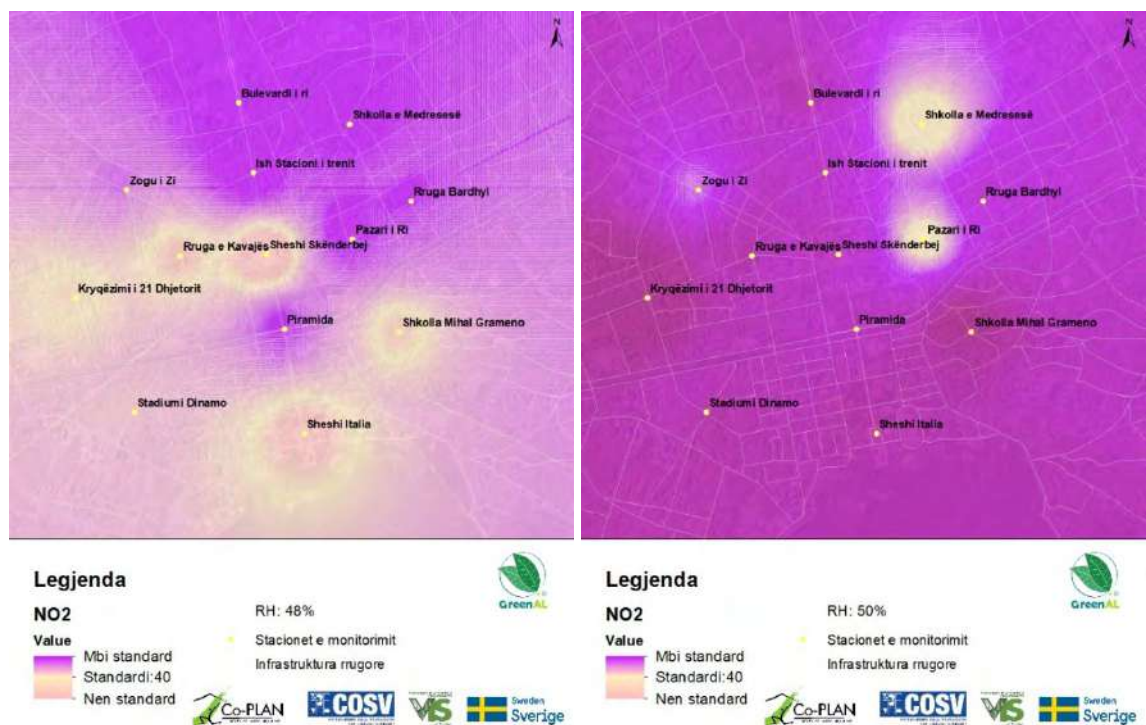 N
Bulevardi i ri
Shkolla e Medresesë
Ish Stacioni i trenit
Zogu i Zi
Rruga Bardhyl
Pazari i Ri
Rruga e Kavajës
Sheshi Skënderbej
Kryqëzimi i 21 Dhjetorit
Piramida
Shkolla Mihal Grameno
Stadiumi Dinamo
Sheshi Italia
Legjenda
NO2
RH: 48%
Value
Mbi standard
Standardi:40
Nen standard
Stacionet e monitorimit
Infrastruktura rrugore
GreenAL
Co-PLAN
COSV
VIS
Sweden
Sverige
N
Bulevardi i ri
Shkolla e Medresesë
Ish Stacioni i trenit
Zogu i Zi
Rruga Bardhyl
Pazari i Ri
Rruga e Kavajës
Sheshi Skënderbej
Kryqëzimi i 21 Dhjetorit
Piramida
Shkolla Mihal Grameno
Stadiumi Dinamo
Sheshi Italia
Legjenda
NO2
RH: 50%
Value
Mbi standard
Standardi:40
Nen standard
Stacionet e monitorimit
Infrastruktura rrugore
GreenAL
Co-PLAN
COSV
VIS
Sweden
Sverige